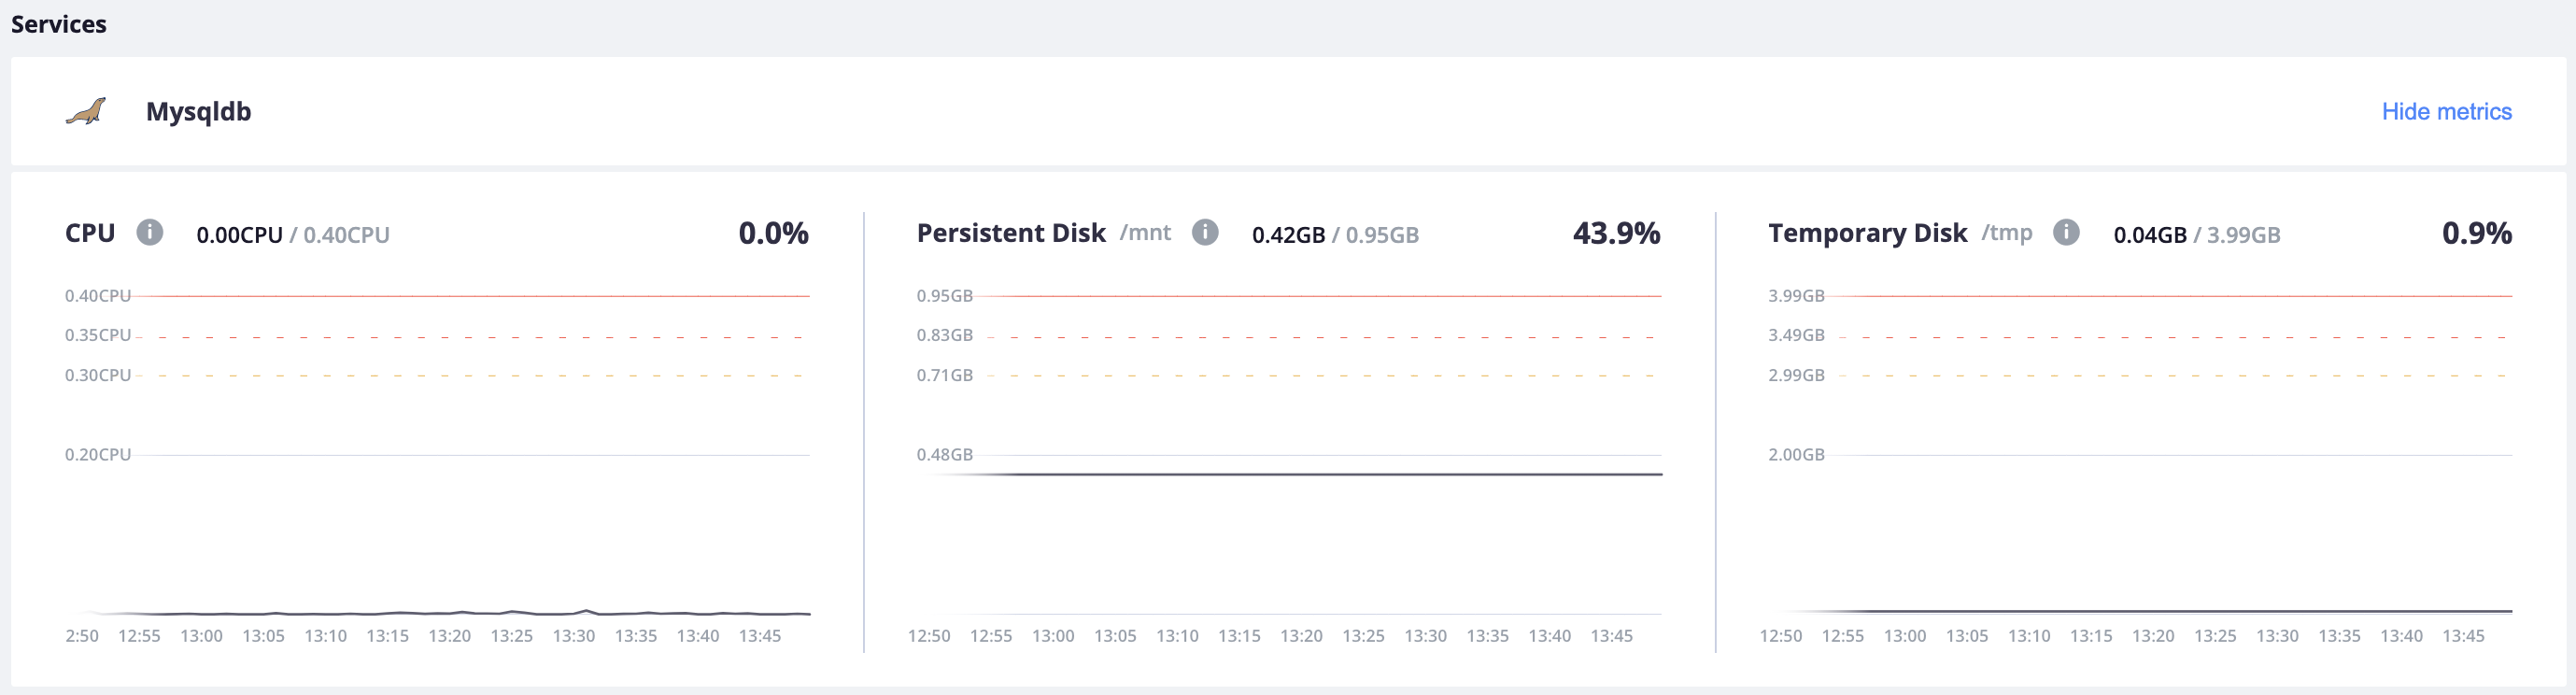 Services
Mysqldb
Hide metrics
CPU i 0.00CPU / 0.40CPU 0.0%
0.40CPU
0.35CPU
0.30CPU
0.20CPU
2:50 12:55 13:00 13:05 13:10 13:15 13:20 13:25 13:30 13:35 13:40 13:45
Persistent Disk /mnt i 0.42GB / 0.95GB 43.9%
0.95GB
0.83GB
0.71GB
0.48GB
12:50 12:55 13:00 13:05 13:10 13:15 13:20 13:25 13:30 13:35 13:40 13:45
Temporary Disk /tmp i 0.04GB / 3.99GB 0.9%
3.99GB
3.49GB
2.99GB
2.00GB
12:50 12:55 13:00 13:05 13:10 13:15 13:20 13:25 13:30 13:35 13:40 13:45